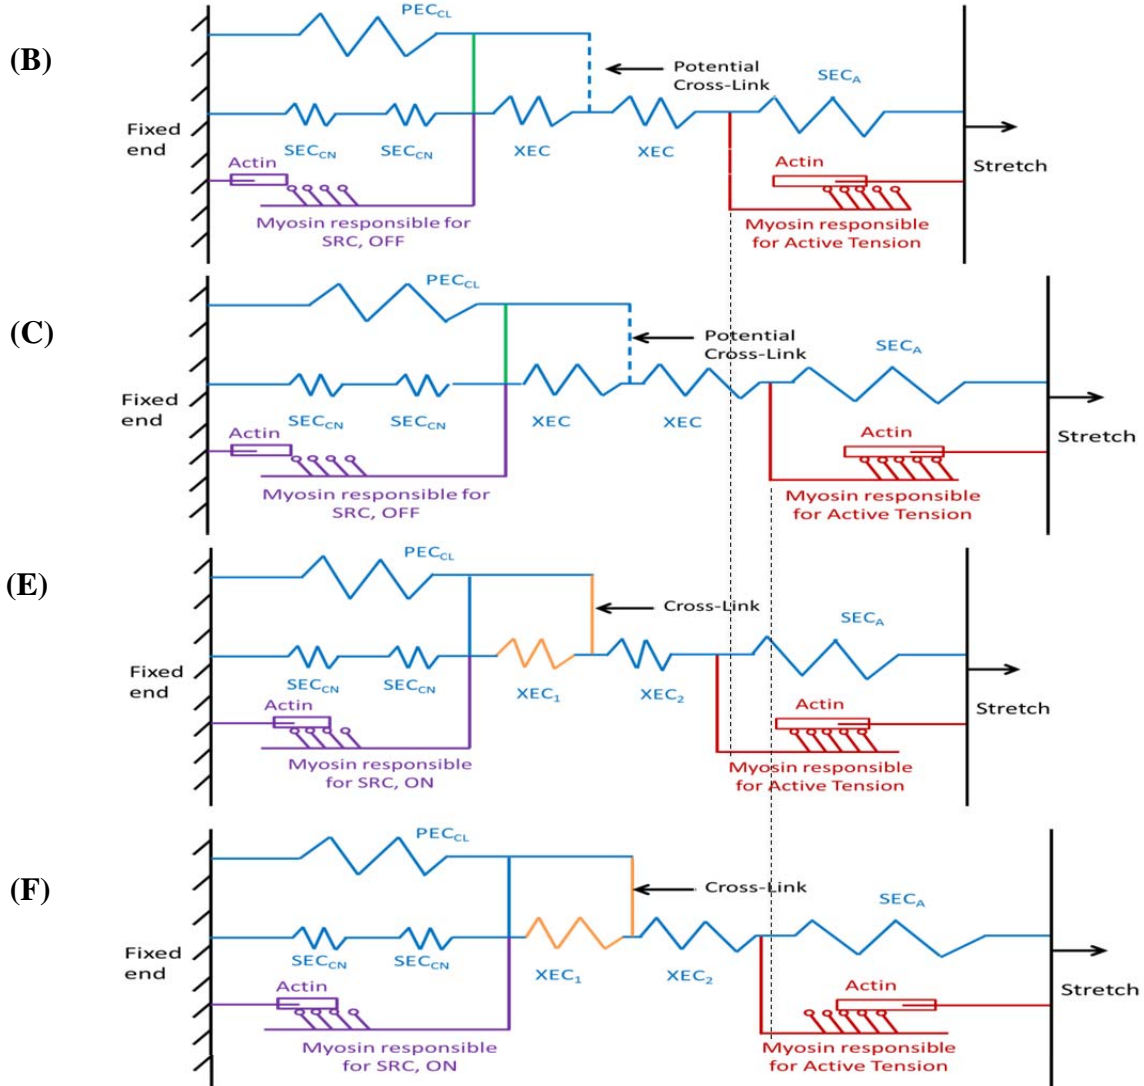 (B)
PEC_CL
Potential
Cross-Link
SEC_A
Fixed
end
SEC_CN
SEC_CN
XEC
XEC
Stretch
Actin
Actin
Myosin responsible for
SRC, OFF
Myosin responsible
for Active Tension
(C)
PEC_CL
Potential
Cross-Link
SEC_A
Fixed
end
SEC_CN
SEC_CN
XEC
XEC
Stretch
Actin
Actin
Myosin responsible for
SRC, OFF
Myosin responsible
for Active Tension
(E)
PEC_CL
Cross-Link
SEC_A
Fixed
end
SEC_CN
SEC_CN
XEC_1
XEC_2
Stretch
Actin
Actin
Myosin responsible
for SRC, ON
Myosin responsible
for Active Tension
(F)
PEC_CL
Cross-Link
SEC_A
Fixed
end
SEC_CN
SEC_CN
XEC_1
XEC_2
Stretch
Actin
Actin
Myosin responsible
for SRC, ON
Myosin responsible
for Active Tension